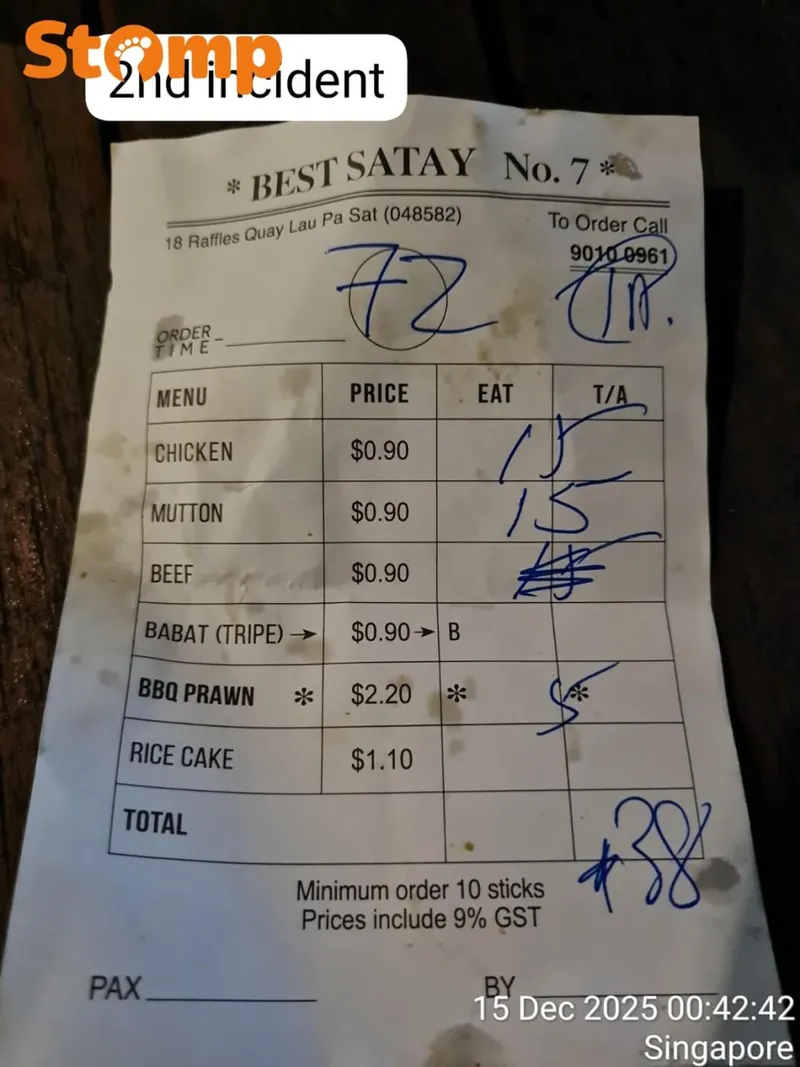 Stomp
2nd incident
* BEST SATAY No. 7 *
18 Raffles Quay Lau Pa Sat (048582)
To Order Call
9010 0961
72
ORDER TIME
MENU PRICE EAT T/A
CHICKEN $0.90 15
MUTTON $0.90 15
BEEF $0.90
BABAT (TRIPE) → $0.90 → B
BBQ PRAWN * $2.20 * 5 *
RICE CAKE $1.10
TOTAL $38
Minimum order 10 sticks
Prices include 9% GST
PAX BY
15 Dec 2025 00:42:42
Singapore